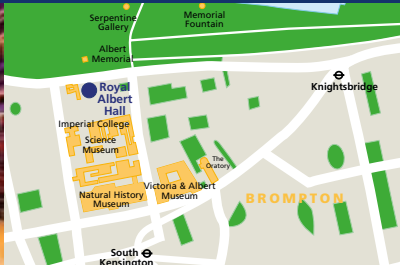 Serpentine
Gallery
Memorial
Fountain
Albert
Memorial
Royal
Albert
Hall
Knightsbridge
Imperial College
Science
Museum
The
Oratory
Victoria & Albert
Museum
Natural History
Museum
BROMPTON
South
Kensington